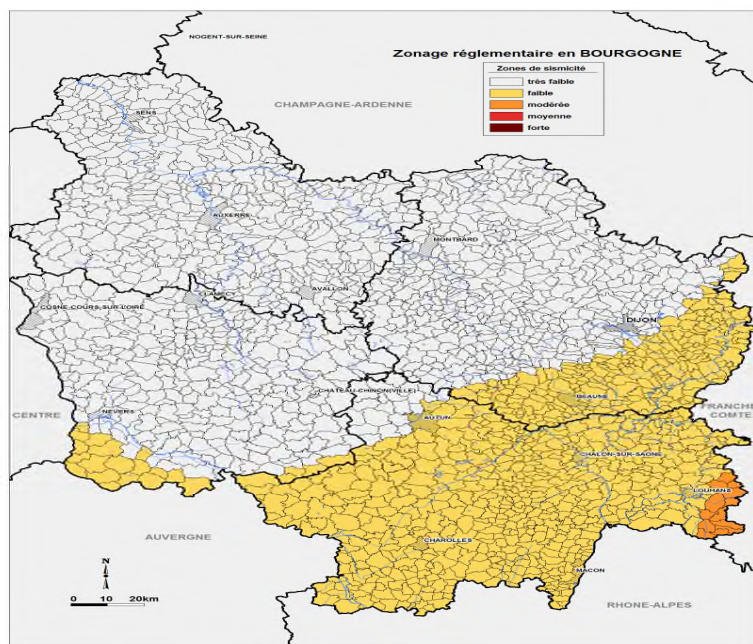 NOGENT-SUR-SEINE
Zonage réglementaire en BOURGOGNE
Zones de sismicité
très faible
faible
modérée
moyenne
forte
CHAMPAGNE-ARDENNE
SENS
AUXERRE
MONTBARD
AVALLON
COSNE-COURS-SUR-LOIRE
DIJON
CHATEAU-CHINON(VILLE)
BEAUNE
CENTRE
NEVERS
AUTUN
FRANCHE
COMTE
CHALON-SUR-SAONE
LOUHANS
AUVERGNE
CHAROLLES
MACON
N
0 10 20km
RHONE-ALPES